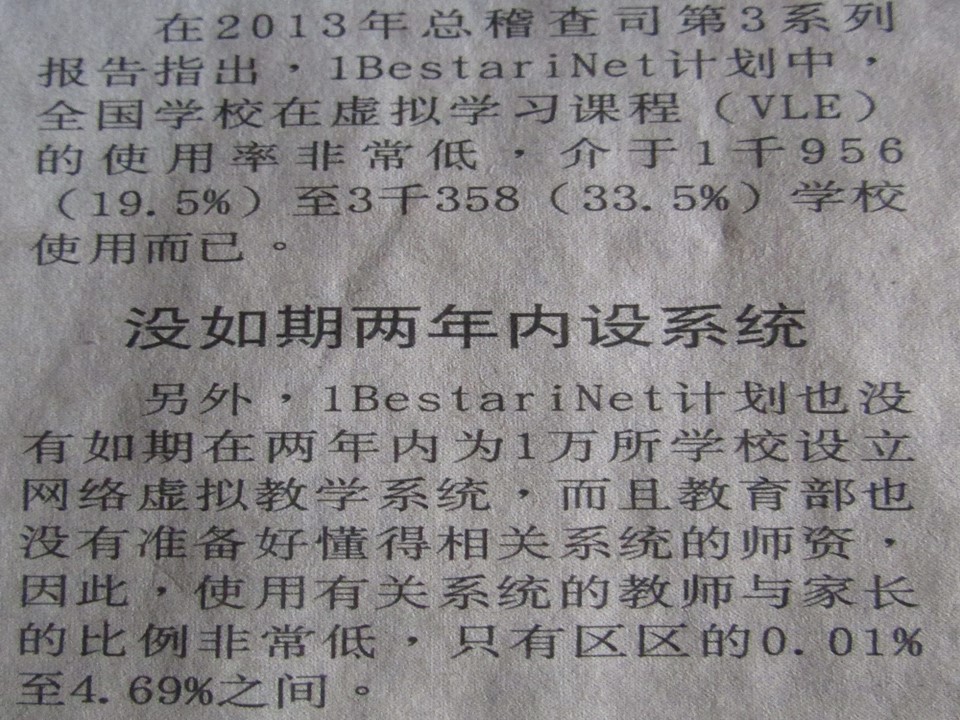 在2013年总稽查司第3系列
报告指出，1BestariNet计划中，
全国学校在虚拟学习课程（VLE）
的使用率非常低，介于1千956
（19.5%）至3千358（33.5%）学校
使用而已。
没如期两年内设系统
另外，1BestariNet计划也没
有如期在两年内为1万所学校设立
网络虚拟教学系统，而且教育部也
没有准备好懂得相关系统的师资，
因此，使用有关系统的教师与家长
的比例非常低，只有区区的0.01%
至4.69%之间。